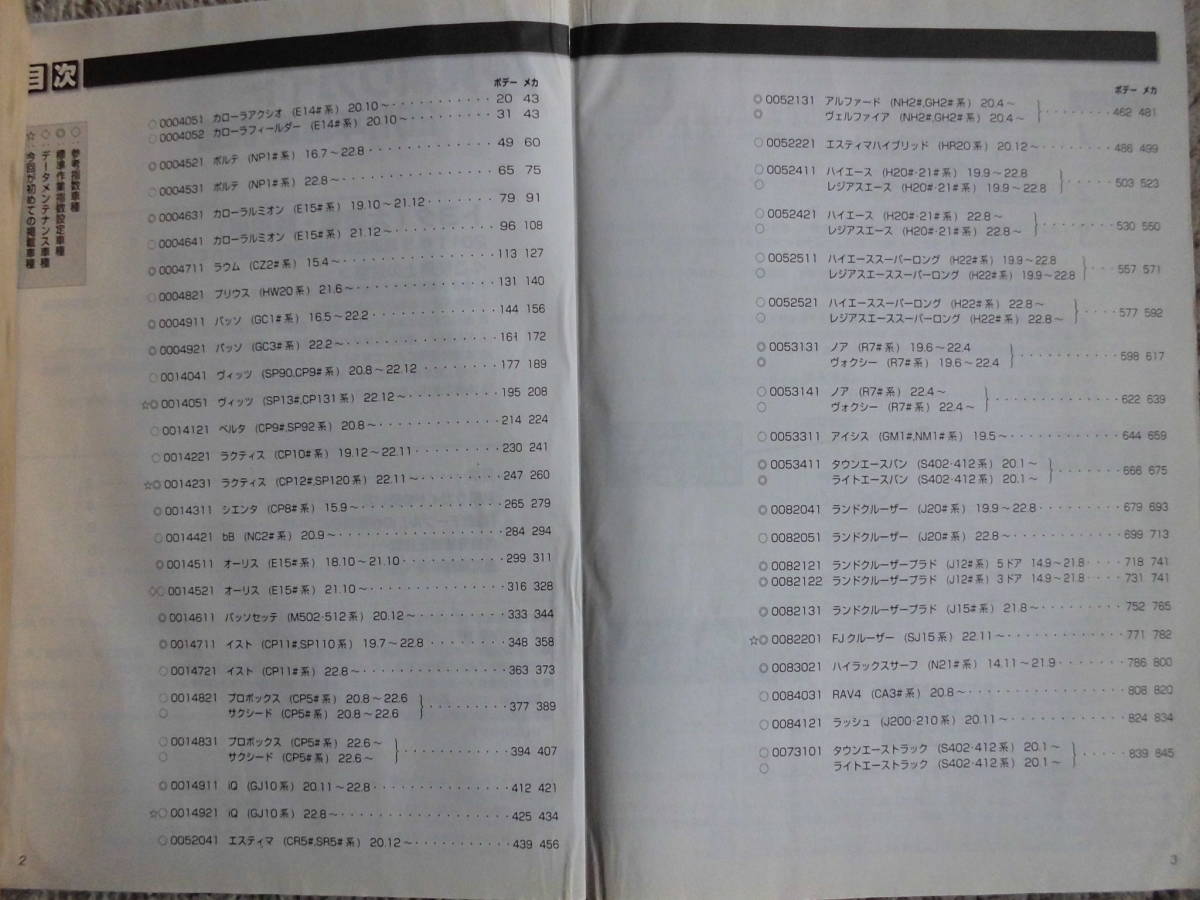 目次
ボデー メカ
○:参考指数車種
◎:標準作業指数設定車種
◇:データメンテナンス車種
☆:今回が初めての掲載車種
○ 0004051 カローラアクシオ (E14#系) 20.10～ 20 43
○ 0004052 カローラフィールダー (E14#系) 20.10～ 31 43
◎ 0004521 ポルテ (NP1#系) 16.7～22.8 49 60
○ 0004531 ポルテ (NP1#系) 22.8～ 65 75
◎ 0004631 カローラルミオン (E15#系) 19.10～21.12 79 91
○ 0004641 カローラルミオン (E15#系) 21.12～ 96 108
◎ 0004711 ラウム (CZ2#系) 15.4～ 113 127
○ 0004821 プリウス (HW20系) 21.6～ 131 140
◎ 0004911 パッソ (GC1#系) 16.5～22.2 144 156
◎ 0004921 パッソ (GC3#系) 22.2～ 161 172
○ 0014041 ヴィッツ (SP90,CP9#系) 20.8～22.12 177 189
☆◎ 0014051 ヴィッツ (SP13#,CP131系) 22.12～ 195 208
○ 0014121 ベルタ (CP9#,SP92系) 20.8～ 214 224
○ 0014221 ラクティス (CP10#系) 19.12～22.11 230 241
☆◎ 0014231 ラクティス (CP12#,SP120系) 22.11～ 247 260
◎ 0014311 シエンタ (CP8#系) 15.9～ 265 279
○ 0014421 bB (NC2#系) 20.9～ 284 294
◎ 0014511 オーリス (E15#系) 18.10～21.10 299 311
◇○ 0014521 オーリス (E15#系) 21.10～ 316 328
◎ 0014611 パッソセッテ (M502・512系) 20.12～ 333 344
◎ 0014711 イスト (CP11#,SP110系) 19.7～22.8 348 358
○ 0014721 イスト (CP11#系) 22.8～ 363 373
○ 0014821 プロボックス (CP5#系) 20.8～22.6 377 389
○ サクシード (CP5#系) 20.8～22.6
○ 0014831 プロボックス (CP5#系) 22.6～ 394 407
○ サクシード (CP5#系) 22.6～
◎ 0014911 iQ (GJ10系) 20.11～22.8 412 421
☆○ 0014921 iQ (GJ10系) 22.8～ 425 434
○ 0052041 エスティマ (CR5#,SR5#系) 20.12～ 439 456
2
ボデー メカ
◎ 0052131 アルファード (NH2#,GH2#系) 20.4～ 462 481
◎ ヴェルファイア (NH2#,GH2#系) 20.4～
○ 0052221 エスティマハイブリッド (HR20系) 20.12～ 486 499
○ 0052411 ハイエース (H20#・21#系) 19.9～22.8 503 523
○ レジアスエース (H20#・21#系) 19.9～22.8
○ 0052421 ハイエース (H20#・21#系) 22.8～ 530 550
○ レジアスエース (H20#・21#系) 22.8～
○ 0052511 ハイエーススーパーロング (H22#系) 19.9～22.8 557 571
○ レジアスエーススーパーロング (H22#系) 19.9～22.8
○ 0052521 ハイエーススーパーロング (H22#系) 22.8～ 577 592
○ レジアスエーススーパーロング (H22#系) 22.8～
◎ 0053131 ノア (R7#系) 19.6～22.4 598 617
◎ ヴォクシー (R7#系) 19.6～22.4
○ 0053141 ノア (R7#系) 22.4～ 622 639
○ ヴォクシー (R7#系) 22.4～
○ 0053311 アイシス (GM1#,NM1#系) 19.5～ 644 659
◎ 0053411 タウンエースバン (S402・412系) 20.1～ 666 675
◎ ライトエースバン (S402・412系) 20.1～
◎ 0082041 ランドクルーザー (J20#系) 19.9～22.8 679 693
○ 0082051 ランドクルーザー (J20#系) 22.8～ 699 713
◎ 0082121 ランドクルーザープラド (J12#系) 5ドア 14.9～21.8 718 741
◎ 0082122 ランドクルーザープラド (J12#系) 3ドア 14.9～21.8 731 741
◎ 0082131 ランドクルーザープラド (J15#系) 21.8～ 752 765
☆◎ 0082201 FJクルーザー (SJ15系) 22.11～ 771 782
◎ 0083021 ハイラックスサーフ (N21#系) 14.11～21.9 786 800
○ 0084031 RAV4 (CA3#系) 20.8～ 808 820
○ 0084121 ラッシュ (J200・210系) 20.11～ 824 834
○ 0073101 タウンエーストラック (S402・412系) 20.1～ 839 845
○ ライトエーストラック (S402・412系) 20.1～
3